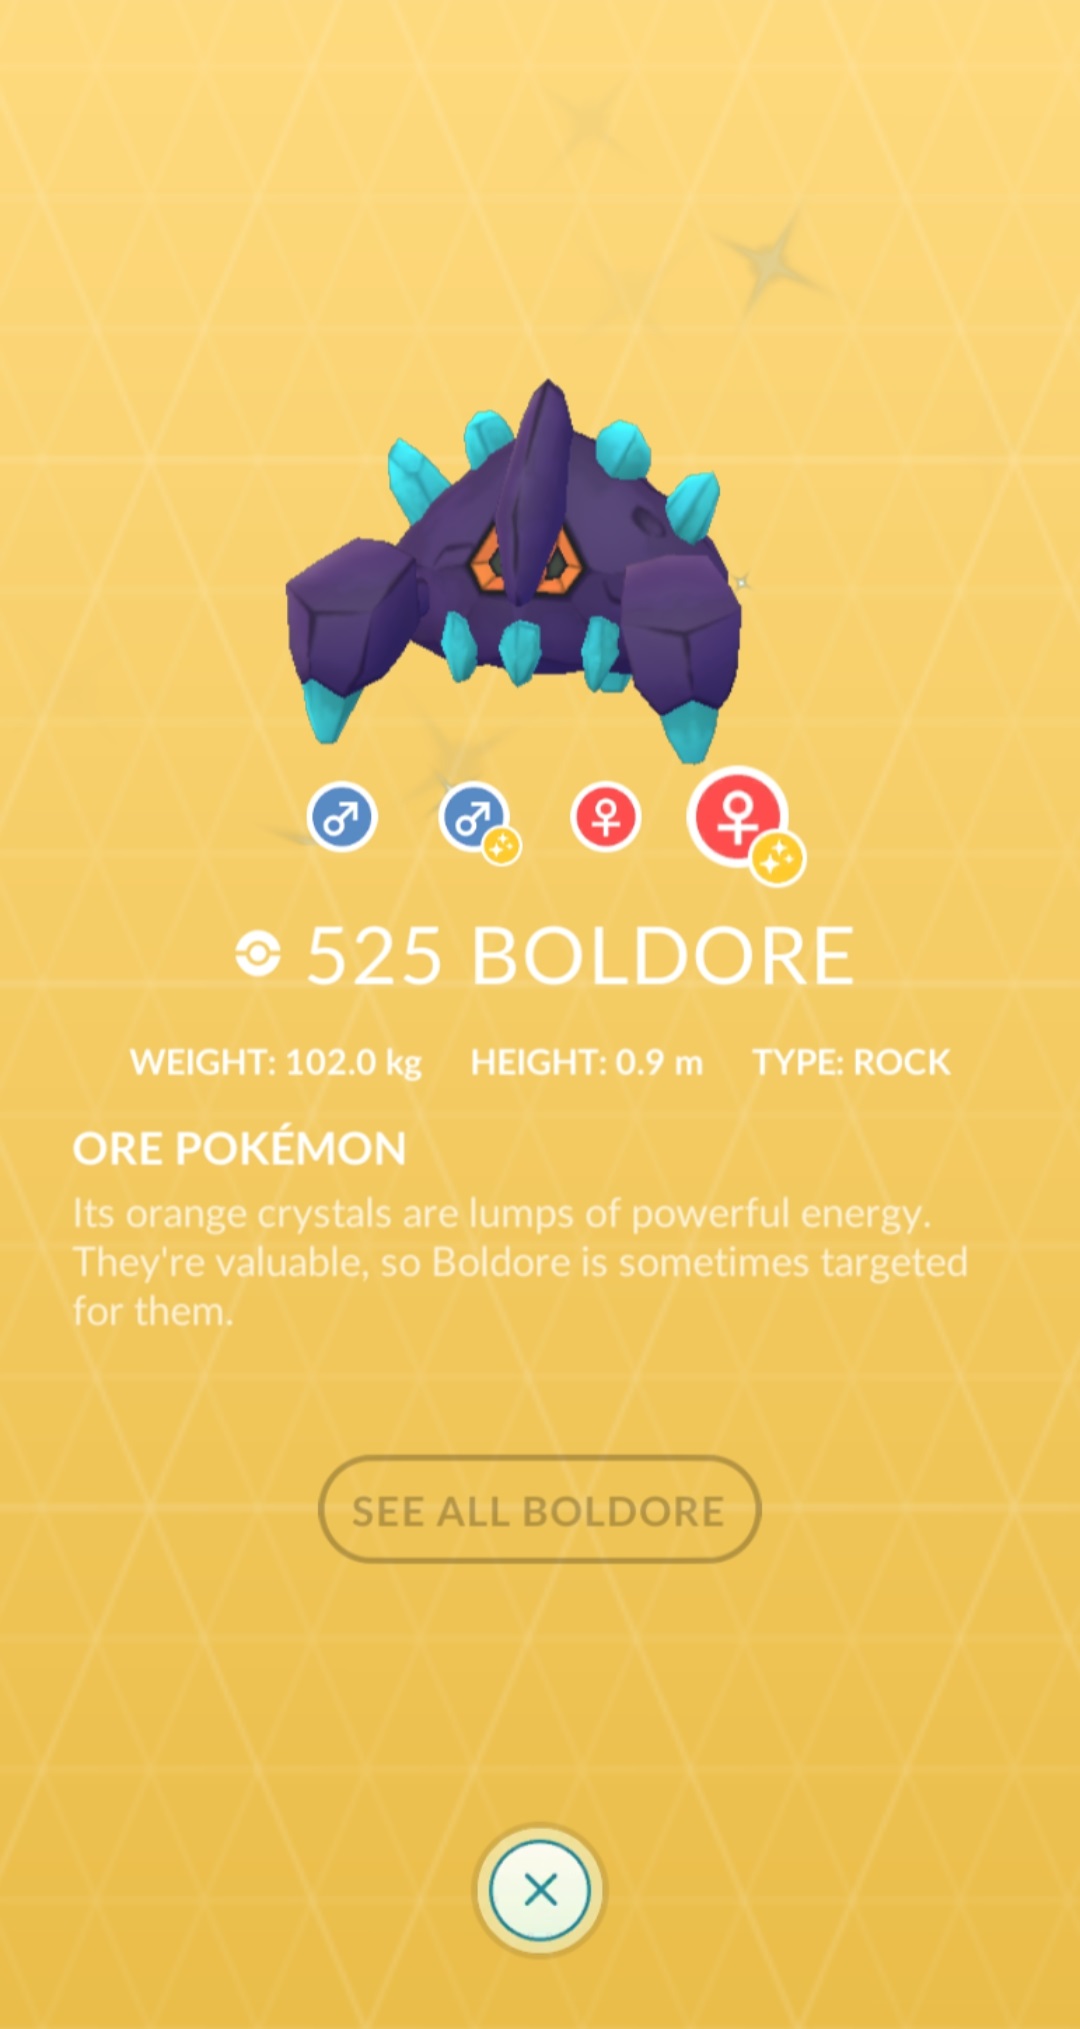 525 BOLDORE
WEIGHT: 102.0 kg HEIGHT: 0.9 m TYPE: ROCK
ORE POKÉMON
Its orange crystals are lumps of powerful energy.
They're valuable, so Boldore is sometimes targeted
for them.
SEE ALL BOLDORE